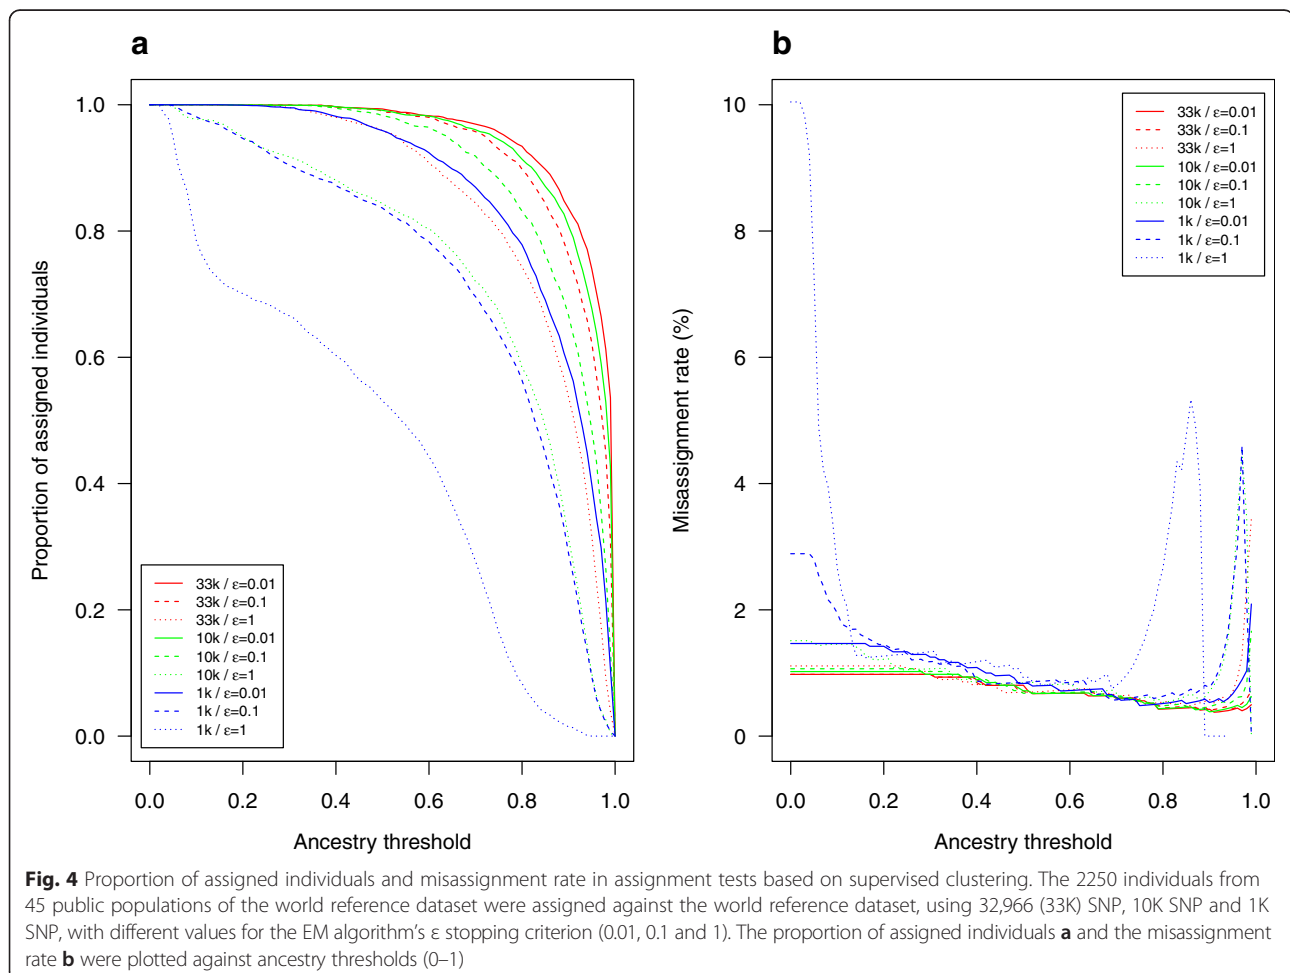 a
1.0
0.8
0.6
0.4
0.2
0.0
Proportion of assigned individuals
33k / ε=0.01
33k / ε=0.1
33k / ε=1
10k / ε=0.01
10k / ε=0.1
10k / ε=1
1k / ε=0.01
1k / ε=0.1
1k / ε=1
0.0 0.2 0.4 0.6 0.8 1.0
Ancestry threshold
b
10
8
6
4
2
0
Misassignment rate (%)
33k / ε=0.01
33k / ε=0.1
33k / ε=1
10k / ε=0.01
10k / ε=0.1
10k / ε=1
1k / ε=0.01
1k / ε=0.1
1k / ε=1
0.0 0.2 0.4 0.6 0.8 1.0
Ancestry threshold
Fig. 4 Proportion of assigned individuals and misassignment rate in assignment tests based on supervised clustering. The 2250 individuals from
45 public populations of the world reference dataset were assigned against the world reference dataset, using 32,966 (33K) SNP, 10K SNP and 1K
SNP, with different values for the EM algorithm's ε stopping criterion (0.01, 0.1 and 1). The proportion of assigned individuals a and the misassignment
rate b were plotted against ancestry thresholds (0–1)